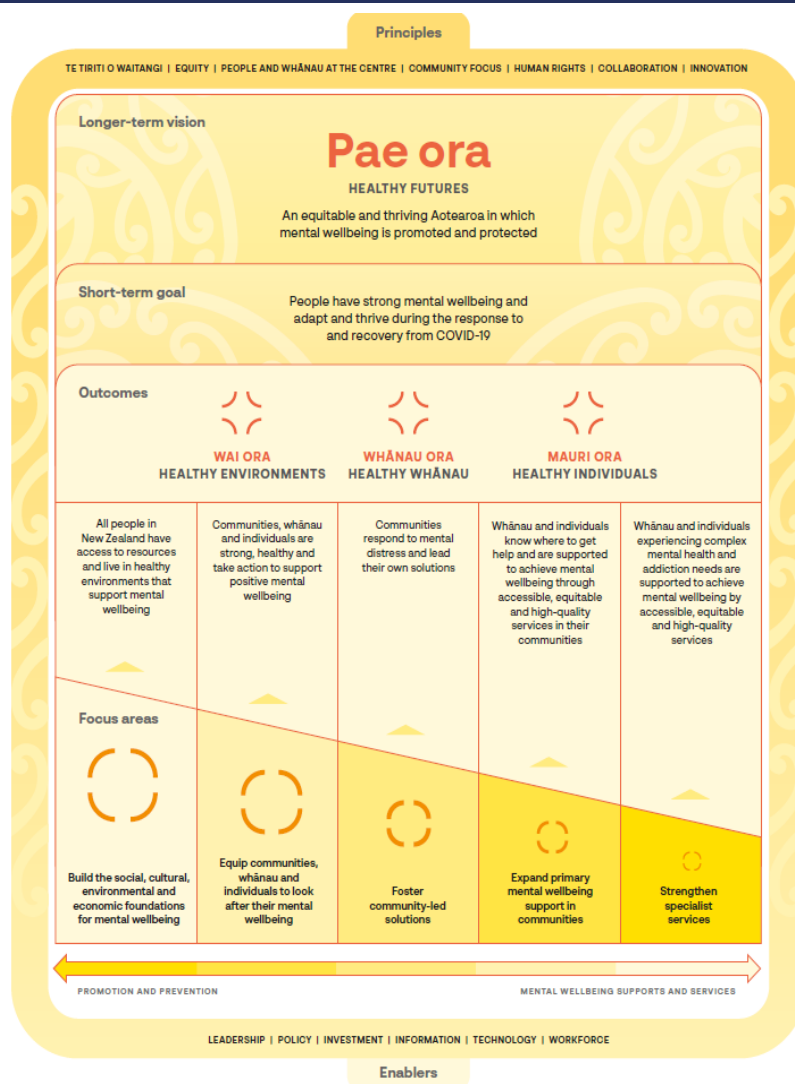 Principles
TE TIRITI O WAITANGI | EQUITY | PEOPLE AND WHĀNAU AT THE CENTRE | COMMUNITY FOCUS | HUMAN RIGHTS | COLLABORATION | INNOVATION
Longer-term vision
Pae ora
HEALTHY FUTURES
An equitable and thriving Aotearoa in which
mental wellbeing is promoted and protected
Short-term goal
People have strong mental wellbeing and
adapt and thrive during the response to
and recovery from COVID-19
Outcomes
WAI ORA
HEALTHY ENVIRONMENTS
WHĀNAU ORA
HEALTHY WHĀNAU
MAURI ORA
HEALTHY INDIVIDUALS
All people in
New Zealand have
access to resources
and live in healthy
environments that
support mental
wellbeing
Communities, whānau
and individuals are
strong, healthy and
take action to support
positive mental
wellbeing
Communities
respond to mental
distress and lead
their own solutions
Whānau and individuals
know where to get
help and are supported
to achieve mental
wellbeing through
accessible, equitable
and high-quality
services in their
communities
Whānau and individuals
experiencing complex
mental health and
addiction needs are
supported to achieve
mental wellbeing by
accessible, equitable
and high-quality
services
Focus areas
Build the social, cultural,
environmental and
economic foundations
for mental wellbeing
Equip communities,
whānau and
individuals to look
after their mental
wellbeing
Foster
community-led
solutions
Expand primary
mental wellbeing
support in
communities
Strengthen
specialist
services
PROMOTION AND PREVENTION
MENTAL WELLBEING SUPPORTS AND SERVICES
LEADERSHIP | POLICY | INVESTMENT | INFORMATION | TECHNOLOGY | WORKFORCE
Enablers